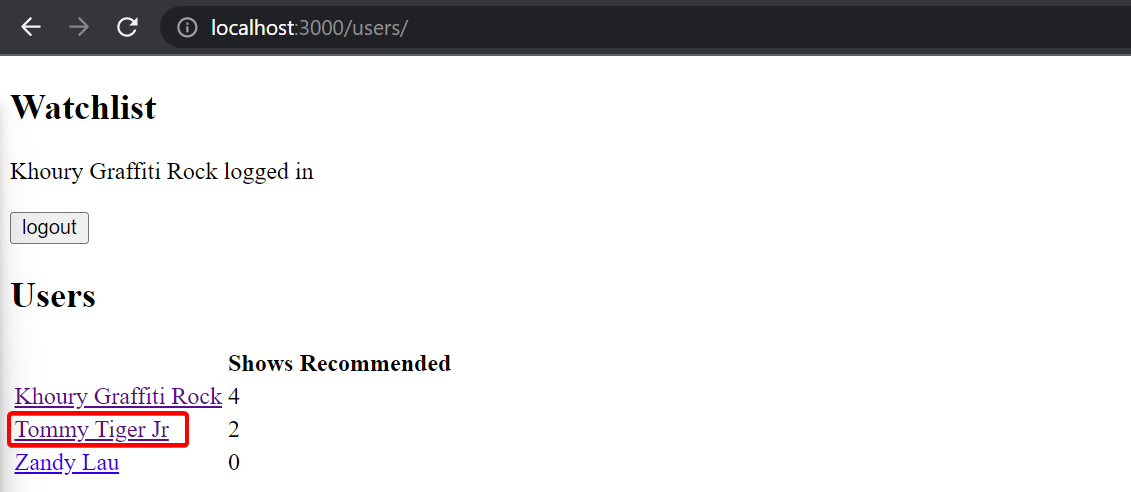 localhost:3000/users/
Watchlist
Khoury Graffiti Rock logged in
logout
Users
Shows Recommended
Khoury Graffiti Rock 4
Tommy Tiger Jr 2
Zandy Lau 0